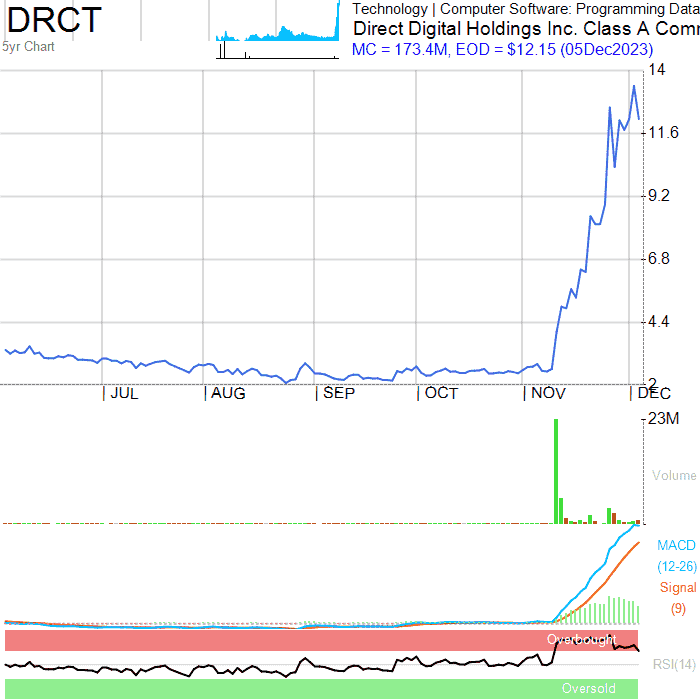 DRCT
5yr Chart
Technology | Computer Software: Programming Data
Direct Digital Holdings Inc. Class A Com
MC = 173.4M, EOD = $12.15 (05Dec2023)
14
11.6
9.2
6.8
4.4
2
JUL AUG SEP OCT NOV DEC
23M
Volume
MACD
(12-26)
Signal
(9)
Overbought
RSI(14)
Oversold